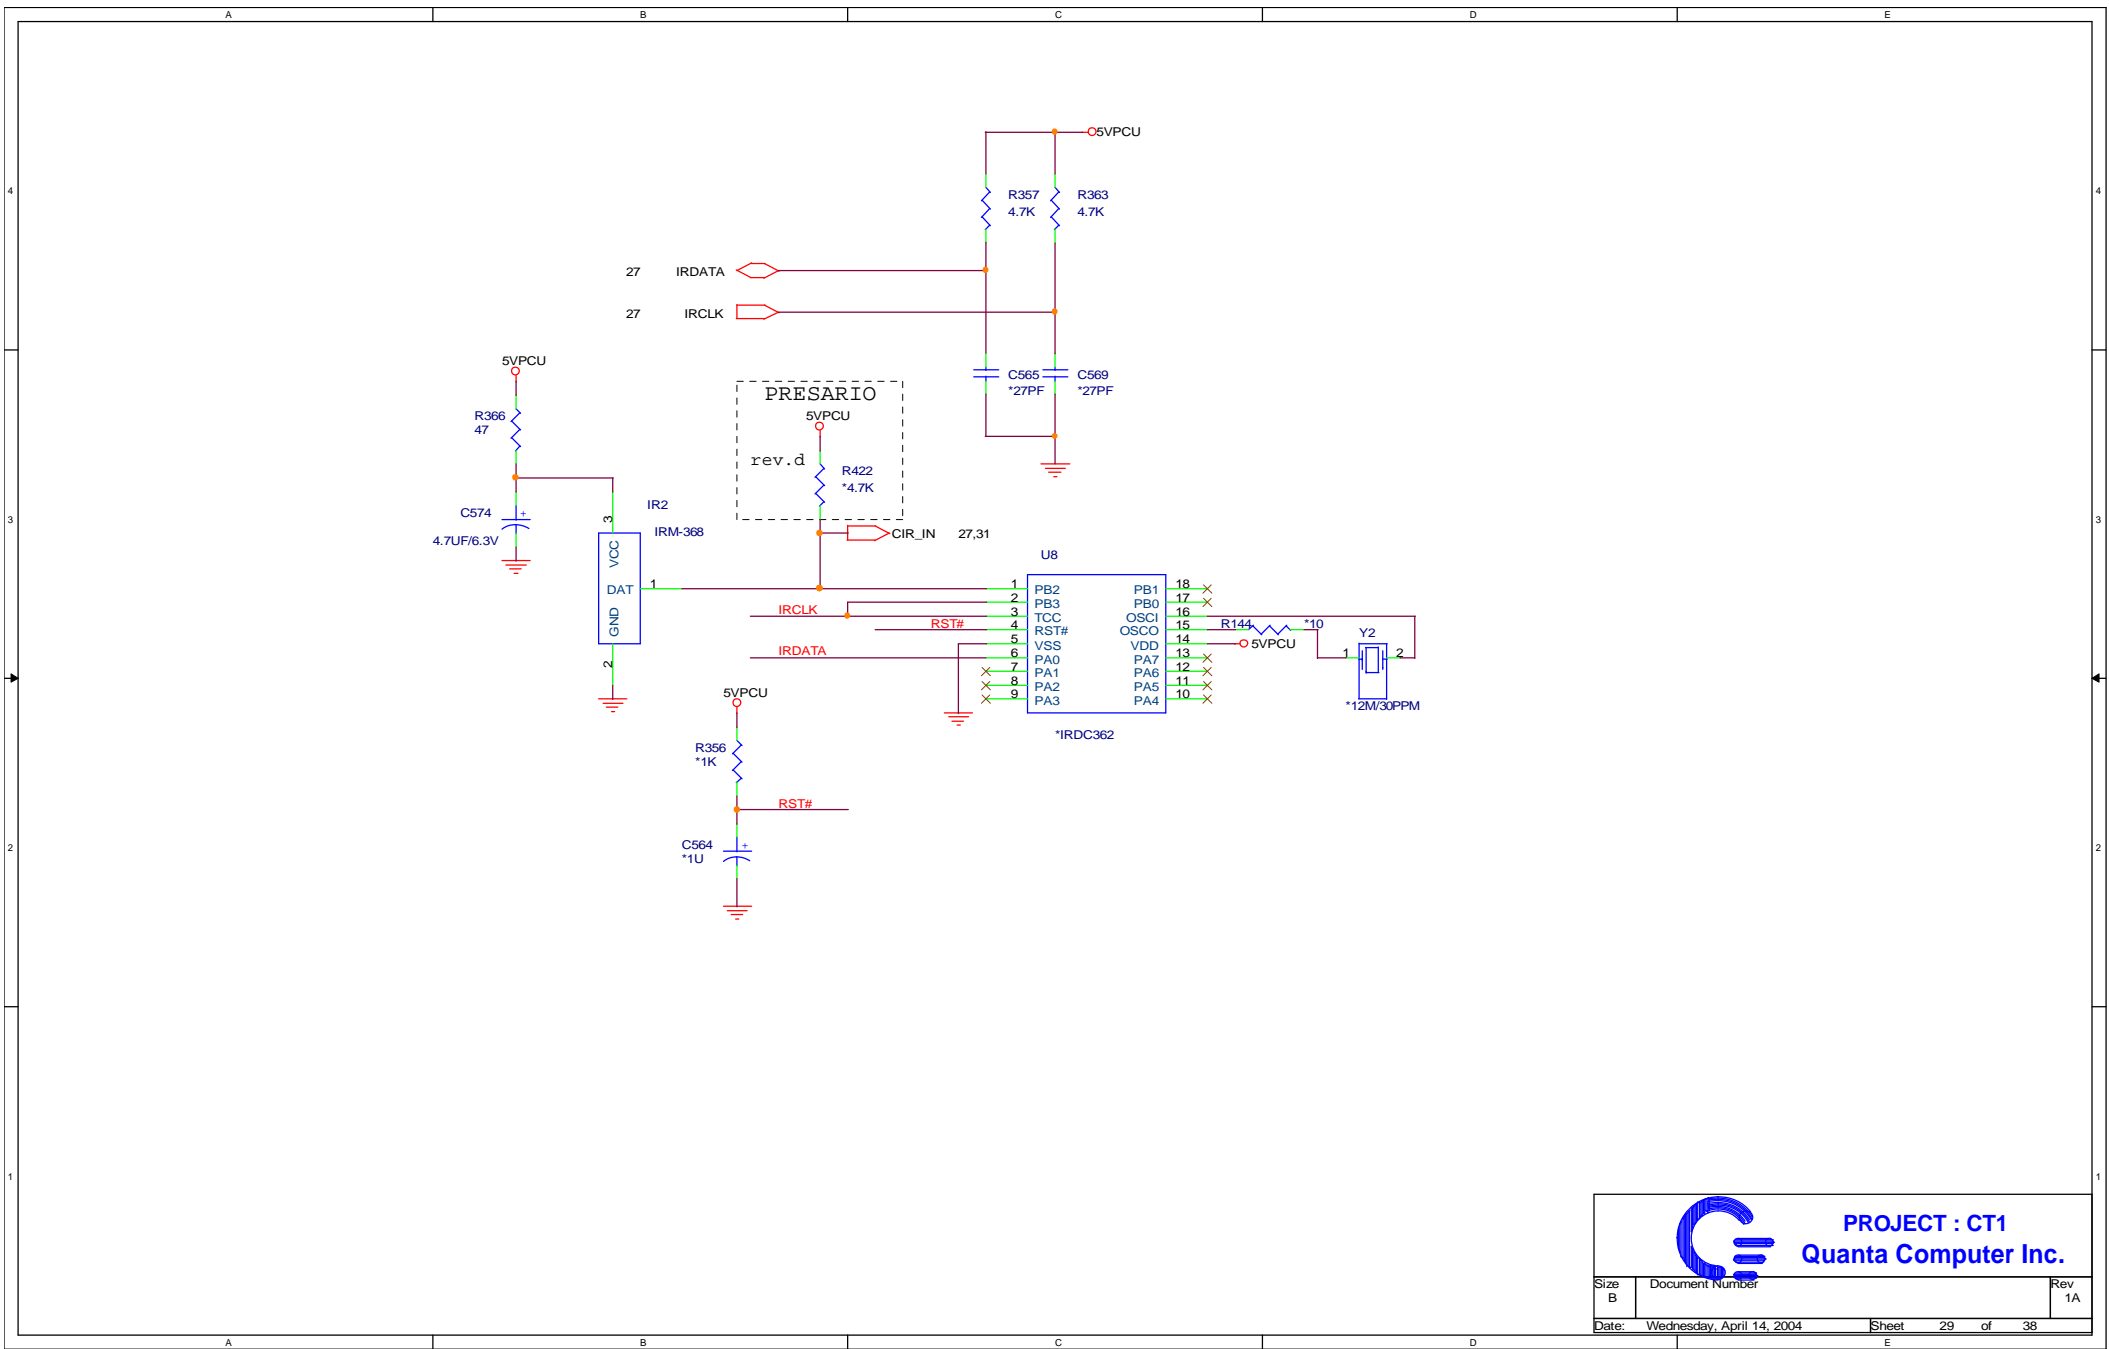 A B C D E
5VPCU
4 4
R357 R363
4.7K 4.7K
27 IRDATA
27 IRCLK
5VPCU
C565 C569
*27PF *27PF
PRESARIO
5VPCU
R366
47
rev.d
R422
*4.7K
IR2
C574 +
3 3
3
IRM-368
4.7UF/6.3V
CIR_IN 27,31
VCC
U8
DAT 1
GND
2
1 PB2 PB1 18
2 PB3 PB0 17
IRCLK 3 TCC OSCI 16
RST# 4 RST# OSCO 15 R144 *10
5 VSS VDD 14 5VPCU
IRDATA 6 PA0 PA7 13
7 PA1 PA6 12
8 PA2 PA5 11
9 PA3 PA4 10
Y2
1 2
*12M/30PPM
5VPCU
*IRDC362
R356
*1K
RST#
C564 +
*1U
2 2
1 1
PROJECT : CT1
Quanta Computer Inc.
Size Document Number Rev
B 1A
Date: Wednesday, April 14, 2004 Sheet 29 of 38
A B C D E